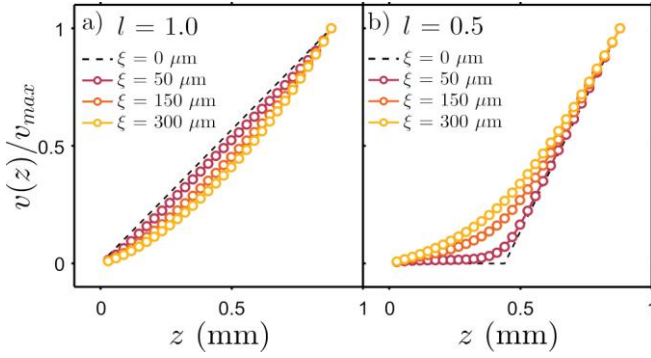 a) l = 1.0
ξ = 0 μm
ξ = 50 μm
ξ = 150 μm
ξ = 300 μm
b) l = 0.5
ξ = 0 μm
ξ = 50 μm
ξ = 150 μm
ξ = 300 μm
v(z)/v_max
1
0.5
0
0
0.5
1
0
0.5
1
z (mm)
z (mm)